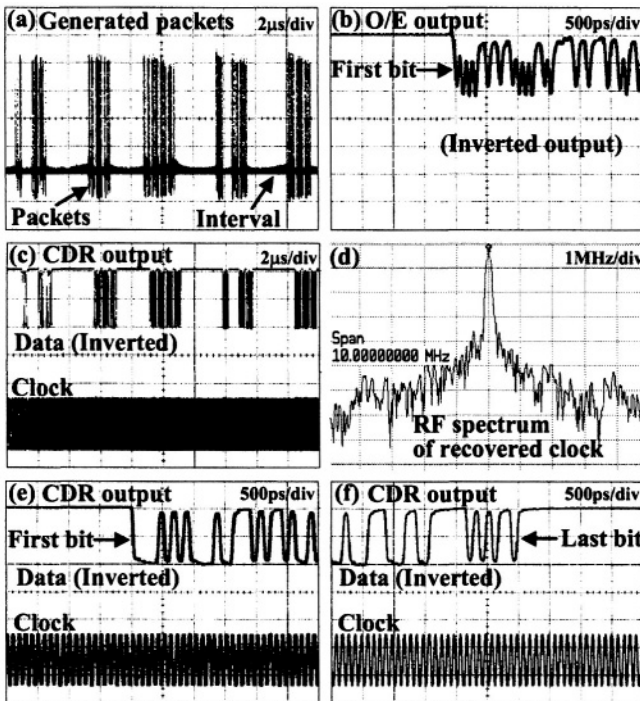 (a) Generated packets 2μs/div
Packets
Interval
(b) O/E output 500ps/div
First bit
(Inverted output)
(c) CDR output 2μs/div
Data (Inverted)
Clock
(d) 1MHz/div
Span
10.00000000 MHz
RF spectrum
of recovered clock
(e) CDR output 500ps/div
First bit
Data (Inverted)
Clock
(f) CDR output 500ps/div
Last bit
Data (Inverted)
Clock